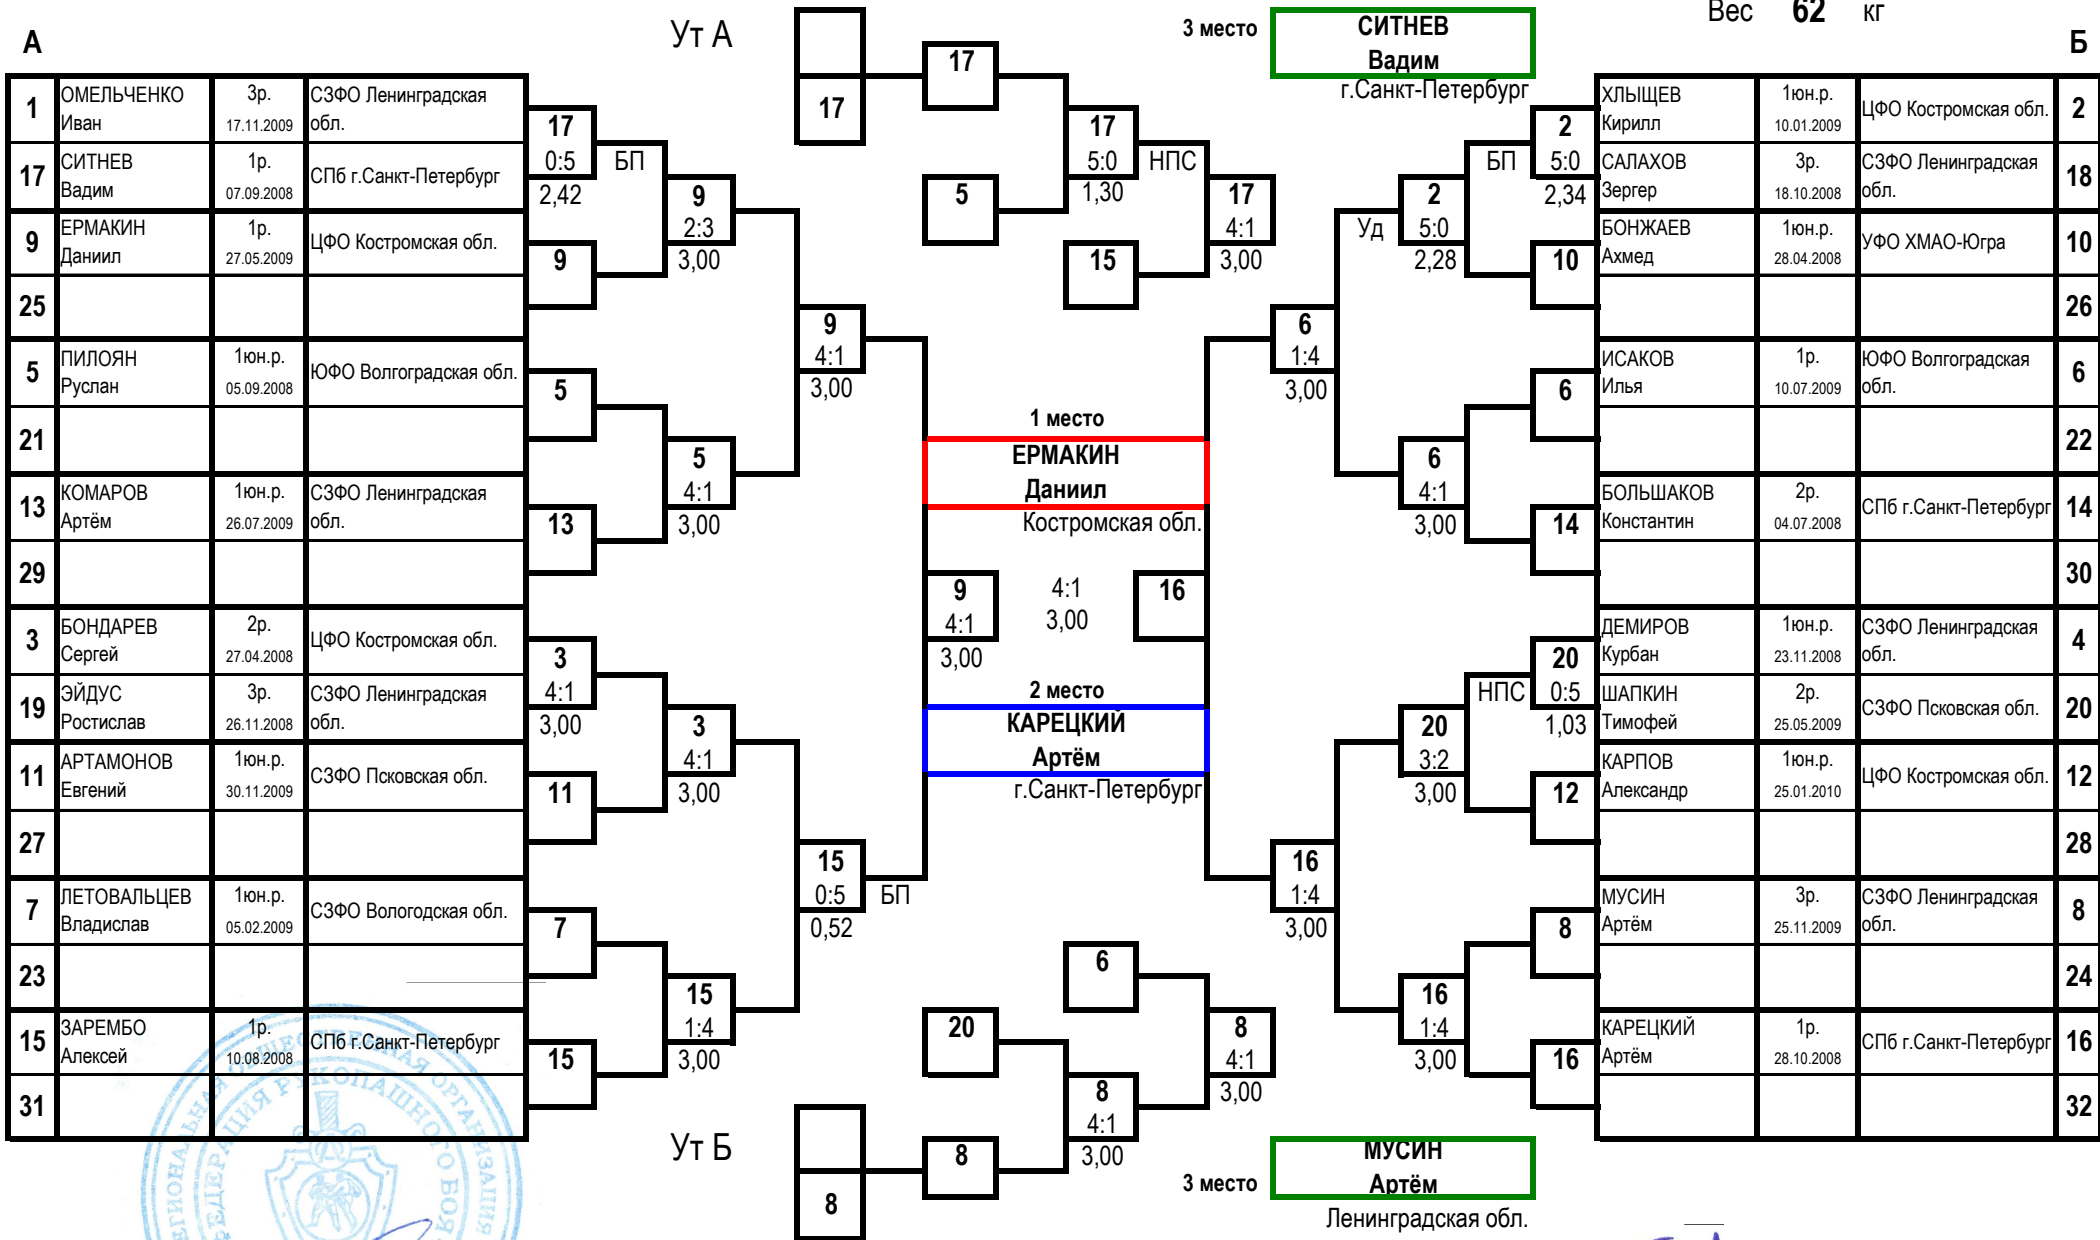 Ут А
3 место
СИТНЕВ
Вадим
г.Санкт-Петербург
Вес 62 кг
А
Б
1 ОМЕЛЬЧЕНКО Иван 3р. 17.11.2009 СЗФО Ленинградская обл.
17 СИТНЕВ Вадим 1р. 07.09.2008 СПб г.Санкт-Петербург
9 ЕРМАКИН Даниил 1р. 27.05.2009 ЦФО Костромская обл.
25
5 ПИЛОЯН Руслан 1юн.р. 05.09.2008 ЮФО Волгоградская обл.
21
13 КОМАРОВ Артём 1юн.р. 26.07.2009 СЗФО Ленинградская обл.
29
3 БОНДАРЕВ Сергей 2р. 27.04.2008 ЦФО Костромская обл.
19 ЭЙДУС Ростислав 3р. 26.11.2008 СЗФО Ленинградская обл.
11 АРТАМОНОВ Евгений 1юн.р. 30.11.2009 СЗФО Псковская обл.
27
7 ЛЕТОВАЛЬЦЕВ Владислав 1юн.р. 05.02.2009 СЗФО Вологодская обл.
23
15 ЗАРЕМБО Алексей 1р. 10.08.2008 СПб г.Санкт-Петербург
31
17
0:5 БП
2,42
9
5
13
3
4:1
3,00
11
7
15
9
2:3
3,00
5
4:1
3,00
3
4:1
3,00
15
1:4
3,00
9
4:1
3,00
15
0:5 БП
0,52
17
17
5
17
5:0 НПС
1,30
15
17
4:1
3,00
1 место
ЕРМАКИН
Даниил
Костромская обл.
9
4:1
3,00
4:1
3,00
16
2 место
КАРЕЦКИЙ
Артём
г.Санкт-Петербург
6
1:4
3,00
16
1:4
3,00
2
Уд 5:0
2,28
6
4:1
3,00
20
3:2
3,00
16
1:4
3,00
2
БП 5:0
2,34
10
6
14
20
НПС 0:5
1,03
12
8
16
ХЛЫЩЕВ Кирилл 1юн.р. 10.01.2009 ЦФО Костромская обл. 2
САЛАХОВ Зергер 3р. 18.10.2008 СЗФО Ленинградская обл. 18
БОНЖАЕВ Ахмед 1юн.р. 28.04.2008 УФО ХМАО-Югра 10
26
ИСАКОВ Илья 1р. 10.07.2009 ЮФО Волгоградская обл. 6
22
БОЛЬШАКОВ Константин 2р. 04.07.2008 СПб г.Санкт-Петербург 14
30
ДЕМИРОВ Курбан 1юн.р. 23.11.2008 СЗФО Ленинградская обл. 4
ШАПКИН Тимофей 2р. 25.05.2009 СЗФО Псковская обл. 20
КАРПОВ Александр 1юн.р. 25.01.2010 ЦФО Костромская обл. 12
28
МУСИН Артём 3р. 25.11.2009 СЗФО Ленинградская обл. 8
24
КАРЕЦКИЙ Артём 1р. 28.10.2008 СПб г.Санкт-Петербург 16
32
Ут Б
8
20
8
6
8
4:1
3,00
8
4:1
3,00
3 место
МУСИН
Артём
Ленинградская обл.
ОБЩЕСТВЕННАЯ ОРГАНИЗАЦИЯ
РУКОПАШНОГО БОЯ